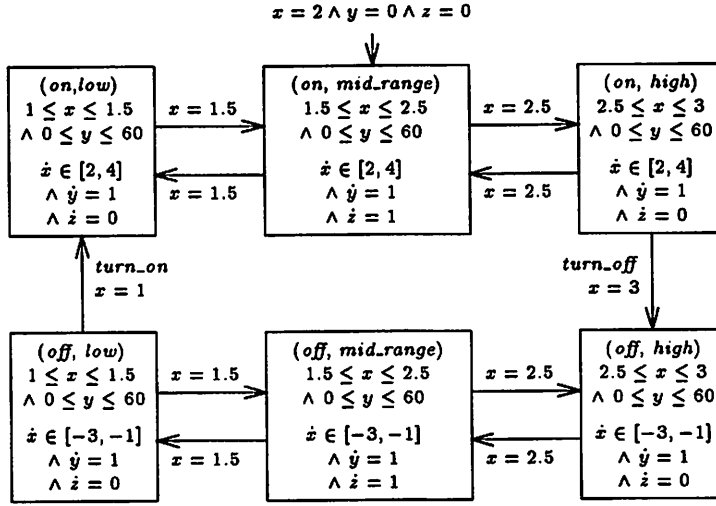 x = 2 ∧ y = 0 ∧ z = 0
(on,low)
1 ≤ x ≤ 1.5
∧ 0 ≤ y ≤ 60
ẋ ∈ [2, 4]
∧ ẏ = 1
∧ ż = 0
x = 1.5
x = 1.5
(on, mid_range)
1.5 ≤ x ≤ 2.5
∧ 0 ≤ y ≤ 60
ẋ ∈ [2, 4]
∧ ẏ = 1
∧ ż = 1
x = 2.5
x = 2.5
(on, high)
2.5 ≤ x ≤ 3
∧ 0 ≤ y ≤ 60
ẋ ∈ [2, 4]
∧ ẏ = 1
∧ ż = 0
turn_on
x = 1
turn_off
x = 3
(off, low)
1 ≤ x ≤ 1.5
∧ 0 ≤ y ≤ 60
ẋ ∈ [-3, -1]
∧ ẏ = 1
∧ ż = 0
x = 1.5
x = 1.5
(off, mid_range)
1.5 ≤ x ≤ 2.5
∧ 0 ≤ y ≤ 60
ẋ ∈ [-3, -1]
∧ ẏ = 1
∧ ż = 1
x = 2.5
x = 2.5
(off, high)
2.5 ≤ x ≤ 3
∧ 0 ≤ y ≤ 60
ẋ ∈ [-3, -1]
∧ ẏ = 1
∧ ż = 0